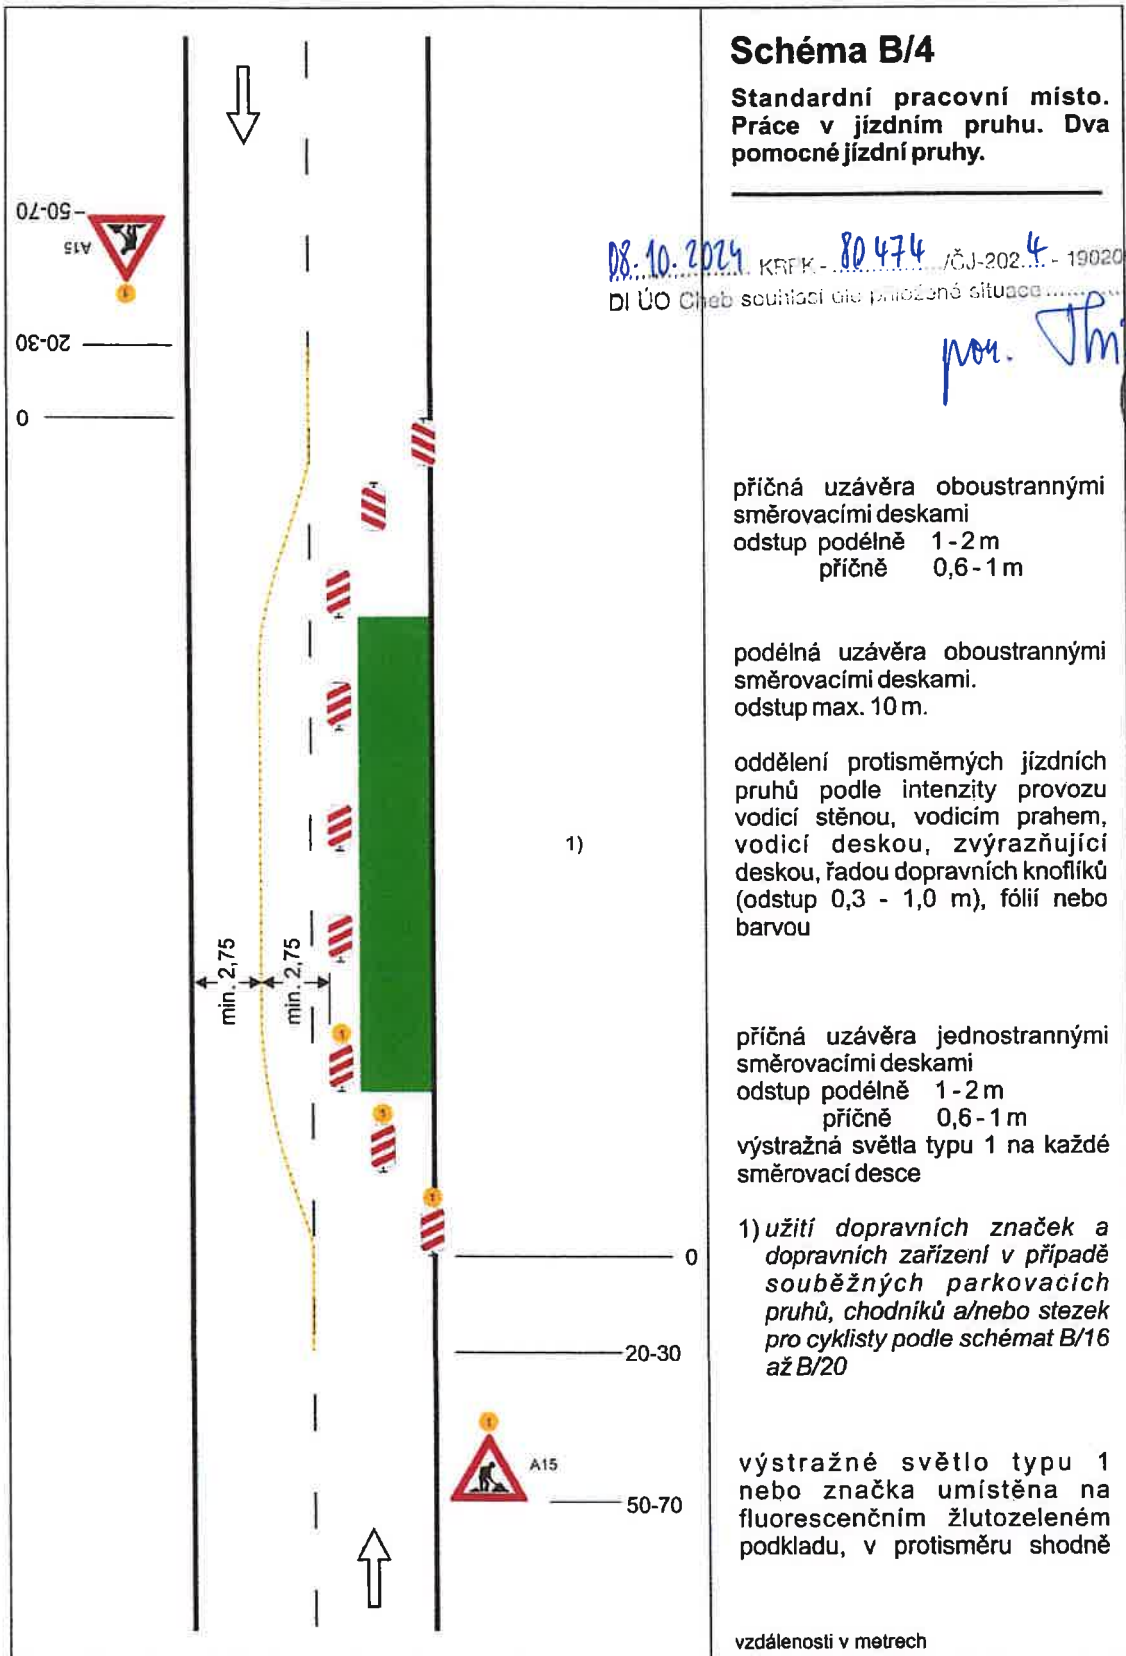 Schéma B/4
Standardní pracovní místo.
Práce v jízdním pruhu. Dva
pomocné jízdní pruhy.
08.10.2024 KRPK- 80474 /ČJ-2024 - 19020
DI ÚO Cheb souhlasí dle přiložené situace
50-70
A15
1
20-30
0
příčná uzávěra oboustrannými
směrovacími deskami
odstup podélně 1-2 m
příčně 0,6-1 m
podélná uzávěra oboustrannými
směrovacími deskami.
odstup max. 10 m.
oddělení protisměrných jízdních
pruhů podle intenzity provozu
vodicí stěnou, vodicím prahem,
vodicí deskou, zvýrazňující
deskou, řadou dopravních knoflíků
(odstup 0,3 - 1,0 m), fólií nebo
barvou
1)
min. 2,75
min. 2,75
1
1
1
příčná uzávěra jednostrannými
směrovacími deskami
odstup podélně 1-2 m
příčně 0,6-1 m
výstražná světla typu 1 na každé
směrovací desce
0
20-30
1) užití dopravních značek a
dopravních zařízení v případě
souběžných parkovacích
pruhů, chodníků a/nebo stezek
pro cyklisty podle schémat B/16
až B/20
1
A15
50-70
výstražné světlo typu 1
nebo značka umístěna na
fluorescenčním žlutozeleném
podkladu, v protisměru shodně
vzdálenosti v metrech